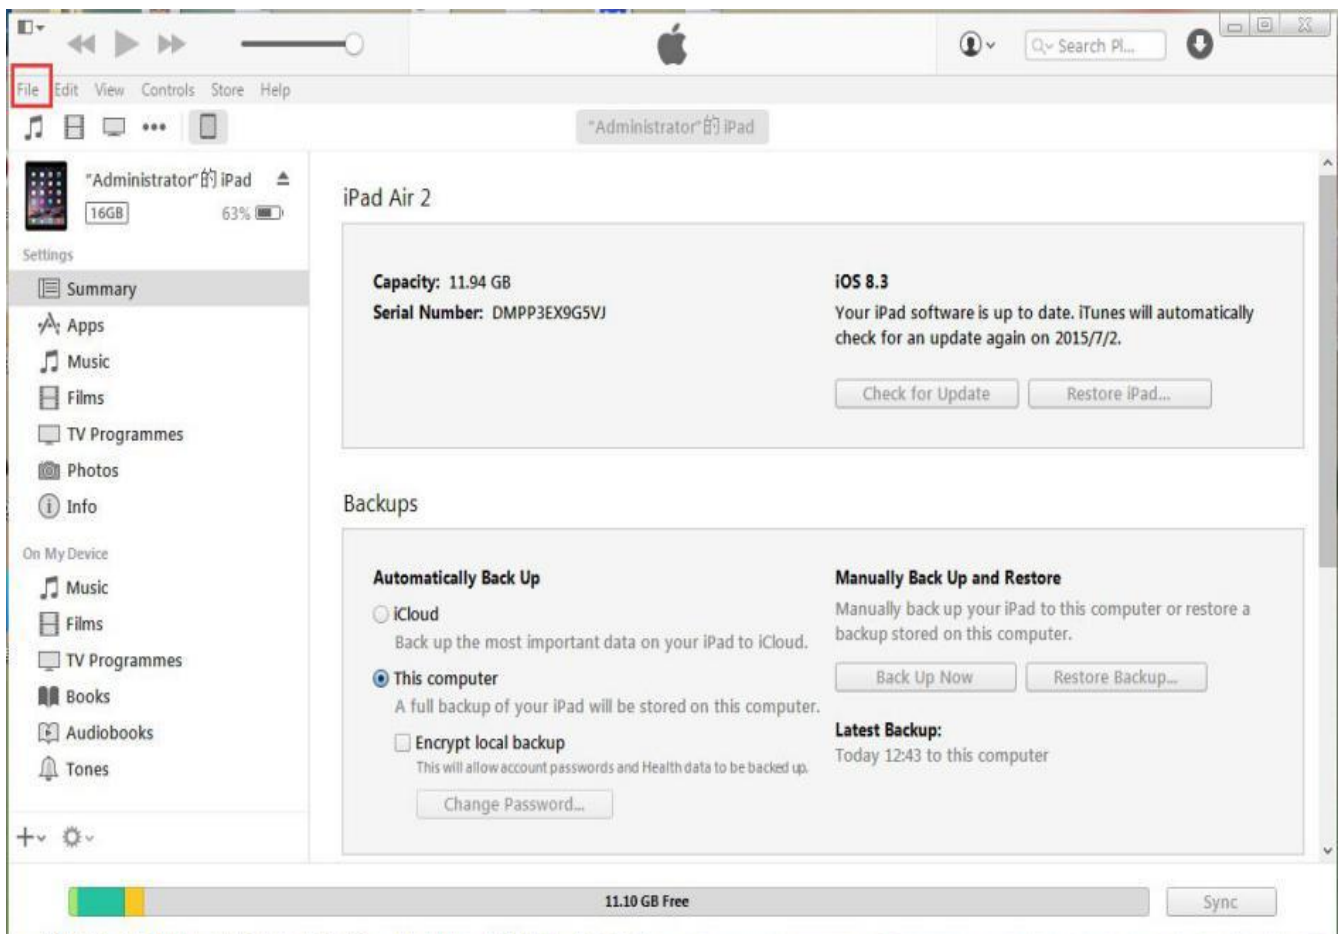 Search Pl...
File Edit View Controls Store Help
"Administrator"的 iPad
"Administrator"的 iPad
16GB 63%
Settings
Summary
Apps
Music
Films
TV Programmes
Photos
Info
On My Device
Music
Films
TV Programmes
Books
Audiobooks
Tones
iPad Air 2
Capacity: 11.94 GB
Serial Number: DMPP3EX9G5VJ
iOS 8.3
Your iPad software is up to date. iTunes will automatically
check for an update again on 2015/7/2.
Check for Update Restore iPad...
Backups
Automatically Back Up
iCloud
Back up the most important data on your iPad to iCloud.
This computer
A full backup of your iPad will be stored on this computer.
Encrypt local backup
This will allow account passwords and Health data to be backed up.
Change Password...
Manually Back Up and Restore
Manually back up your iPad to this computer or restore a
backup stored on this computer.
Back Up Now Restore Backup...
Latest Backup:
Today 12:43 to this computer
11.10 GB Free
Sync